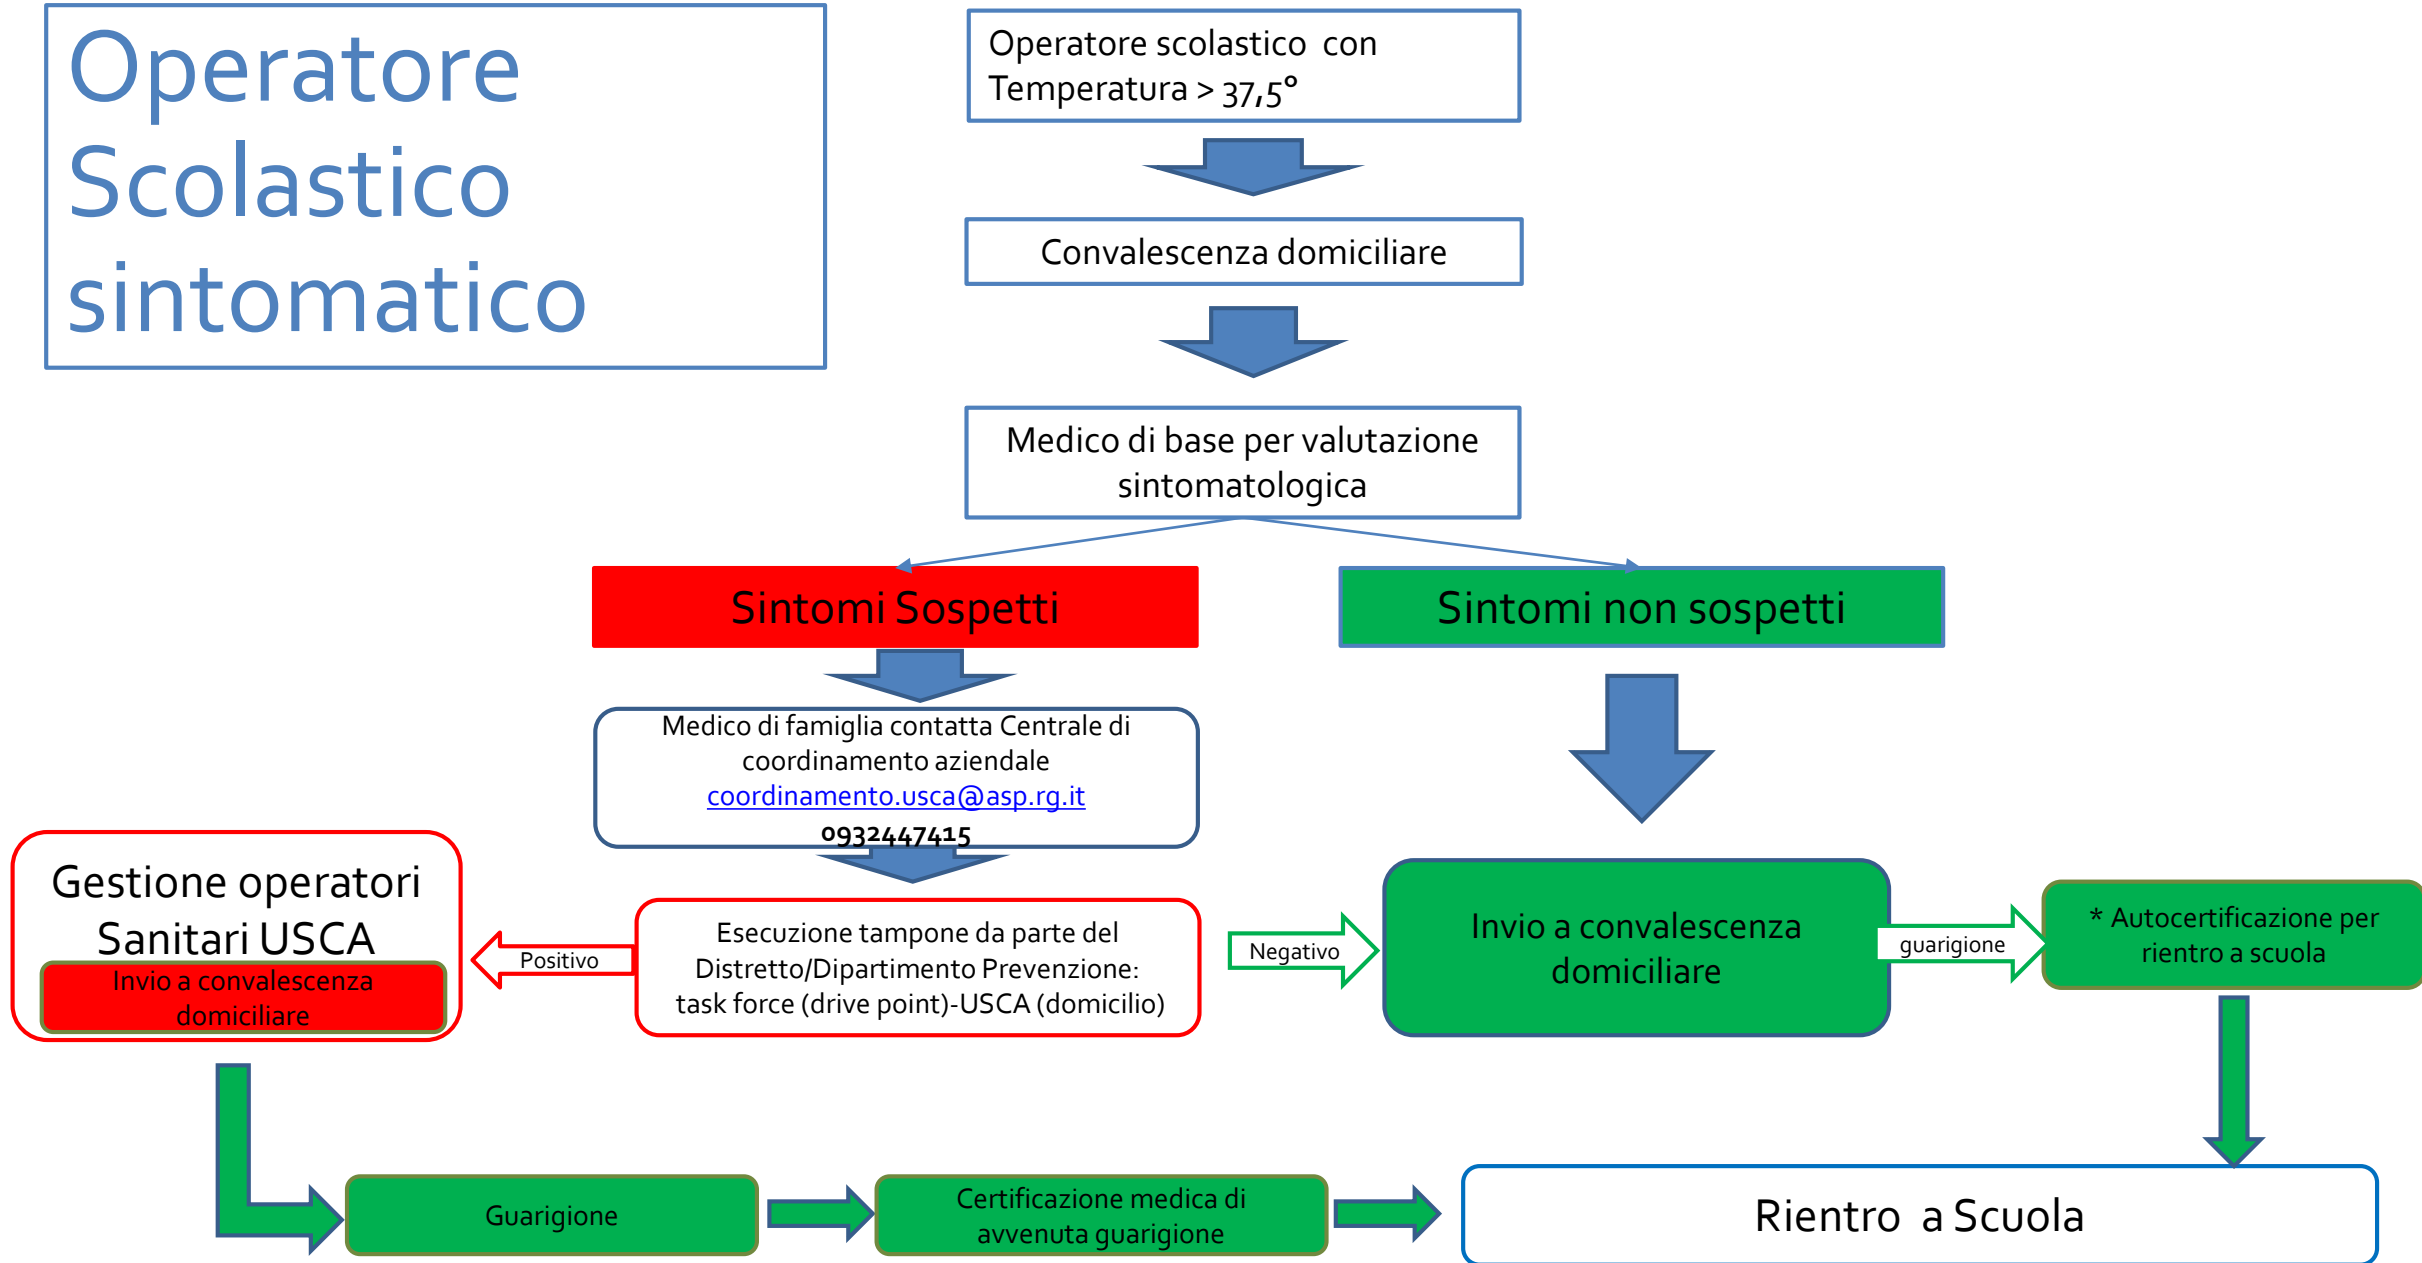 Operatore
Scolastico
sintomatico
Operatore scolastico con
Temperatura > 37,5°
Convalescenza domiciliare
Medico di base per valutazione
sintomatologica
Sintomi Sospetti
Sintomi non sospetti
Medico di famiglia contatta Centrale di
coordinamento aziendale
coordinamento.usca@asp.rg.it
0932447415
Gestione operatori
Sanitari USCA
Invio a convalescenza
domiciliare
Positivo
Esecuzione tampone da parte del
Distretto/Dipartimento Prevenzione:
task force (drive point)-USCA (domicilio)
Negativo
Invio a convalescenza
domiciliare
guarigione
* Autocertificazione per
rientro a scuola
Guarigione
Certificazione medica di
avvenuta guarigione
Rientro a Scuola